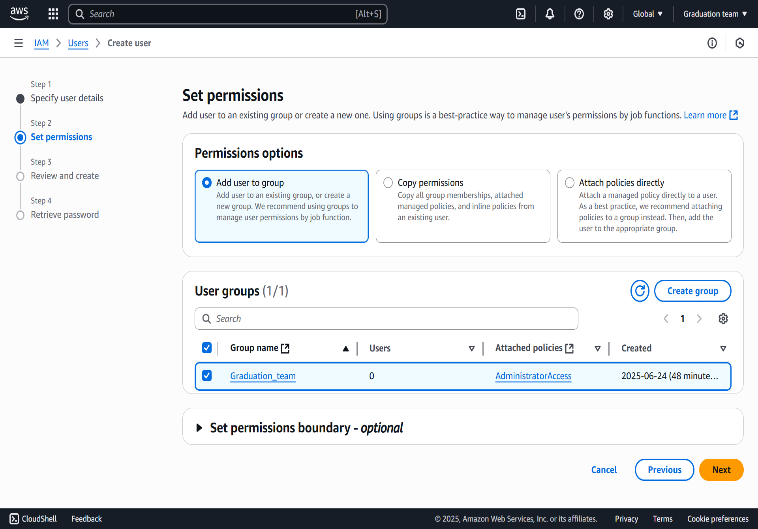 aws
Search [Alt+S] Global Graduation team
IAM Users Create user
Step 1
Specify user details
Step 2
Set permissions
Step 3
Review and create
Step 4
Retrieve password
Set permissions
Add user to an existing group or create a new one. Using groups is a best-practice way to manage user's permissions by job functions. Learn more
Permissions options
Add user to group
Add user to an existing group, or create a
new group. We recommend using groups to
manage user permissions by job function.
Copy permissions
Copy all group memberships, attached
managed policies, and inline policies from
an existing user.
Attach policies directly
Attach a managed policy directly to a user.
As a best practice, we recommend attaching
policies to a group instead. Then, add the
user to the appropriate group.
User groups (1/1)
Create group
Search
1
Group name Users Attached policies Created
Graduation_team 0 AdministratorAccess 2025-06-24 (48 minute...
Set permissions boundary - optional
Cancel Previous Next
CloudShell Feedback © 2025, Amazon Web Services, Inc. or its affiliates. Privacy Terms Cookie preferences